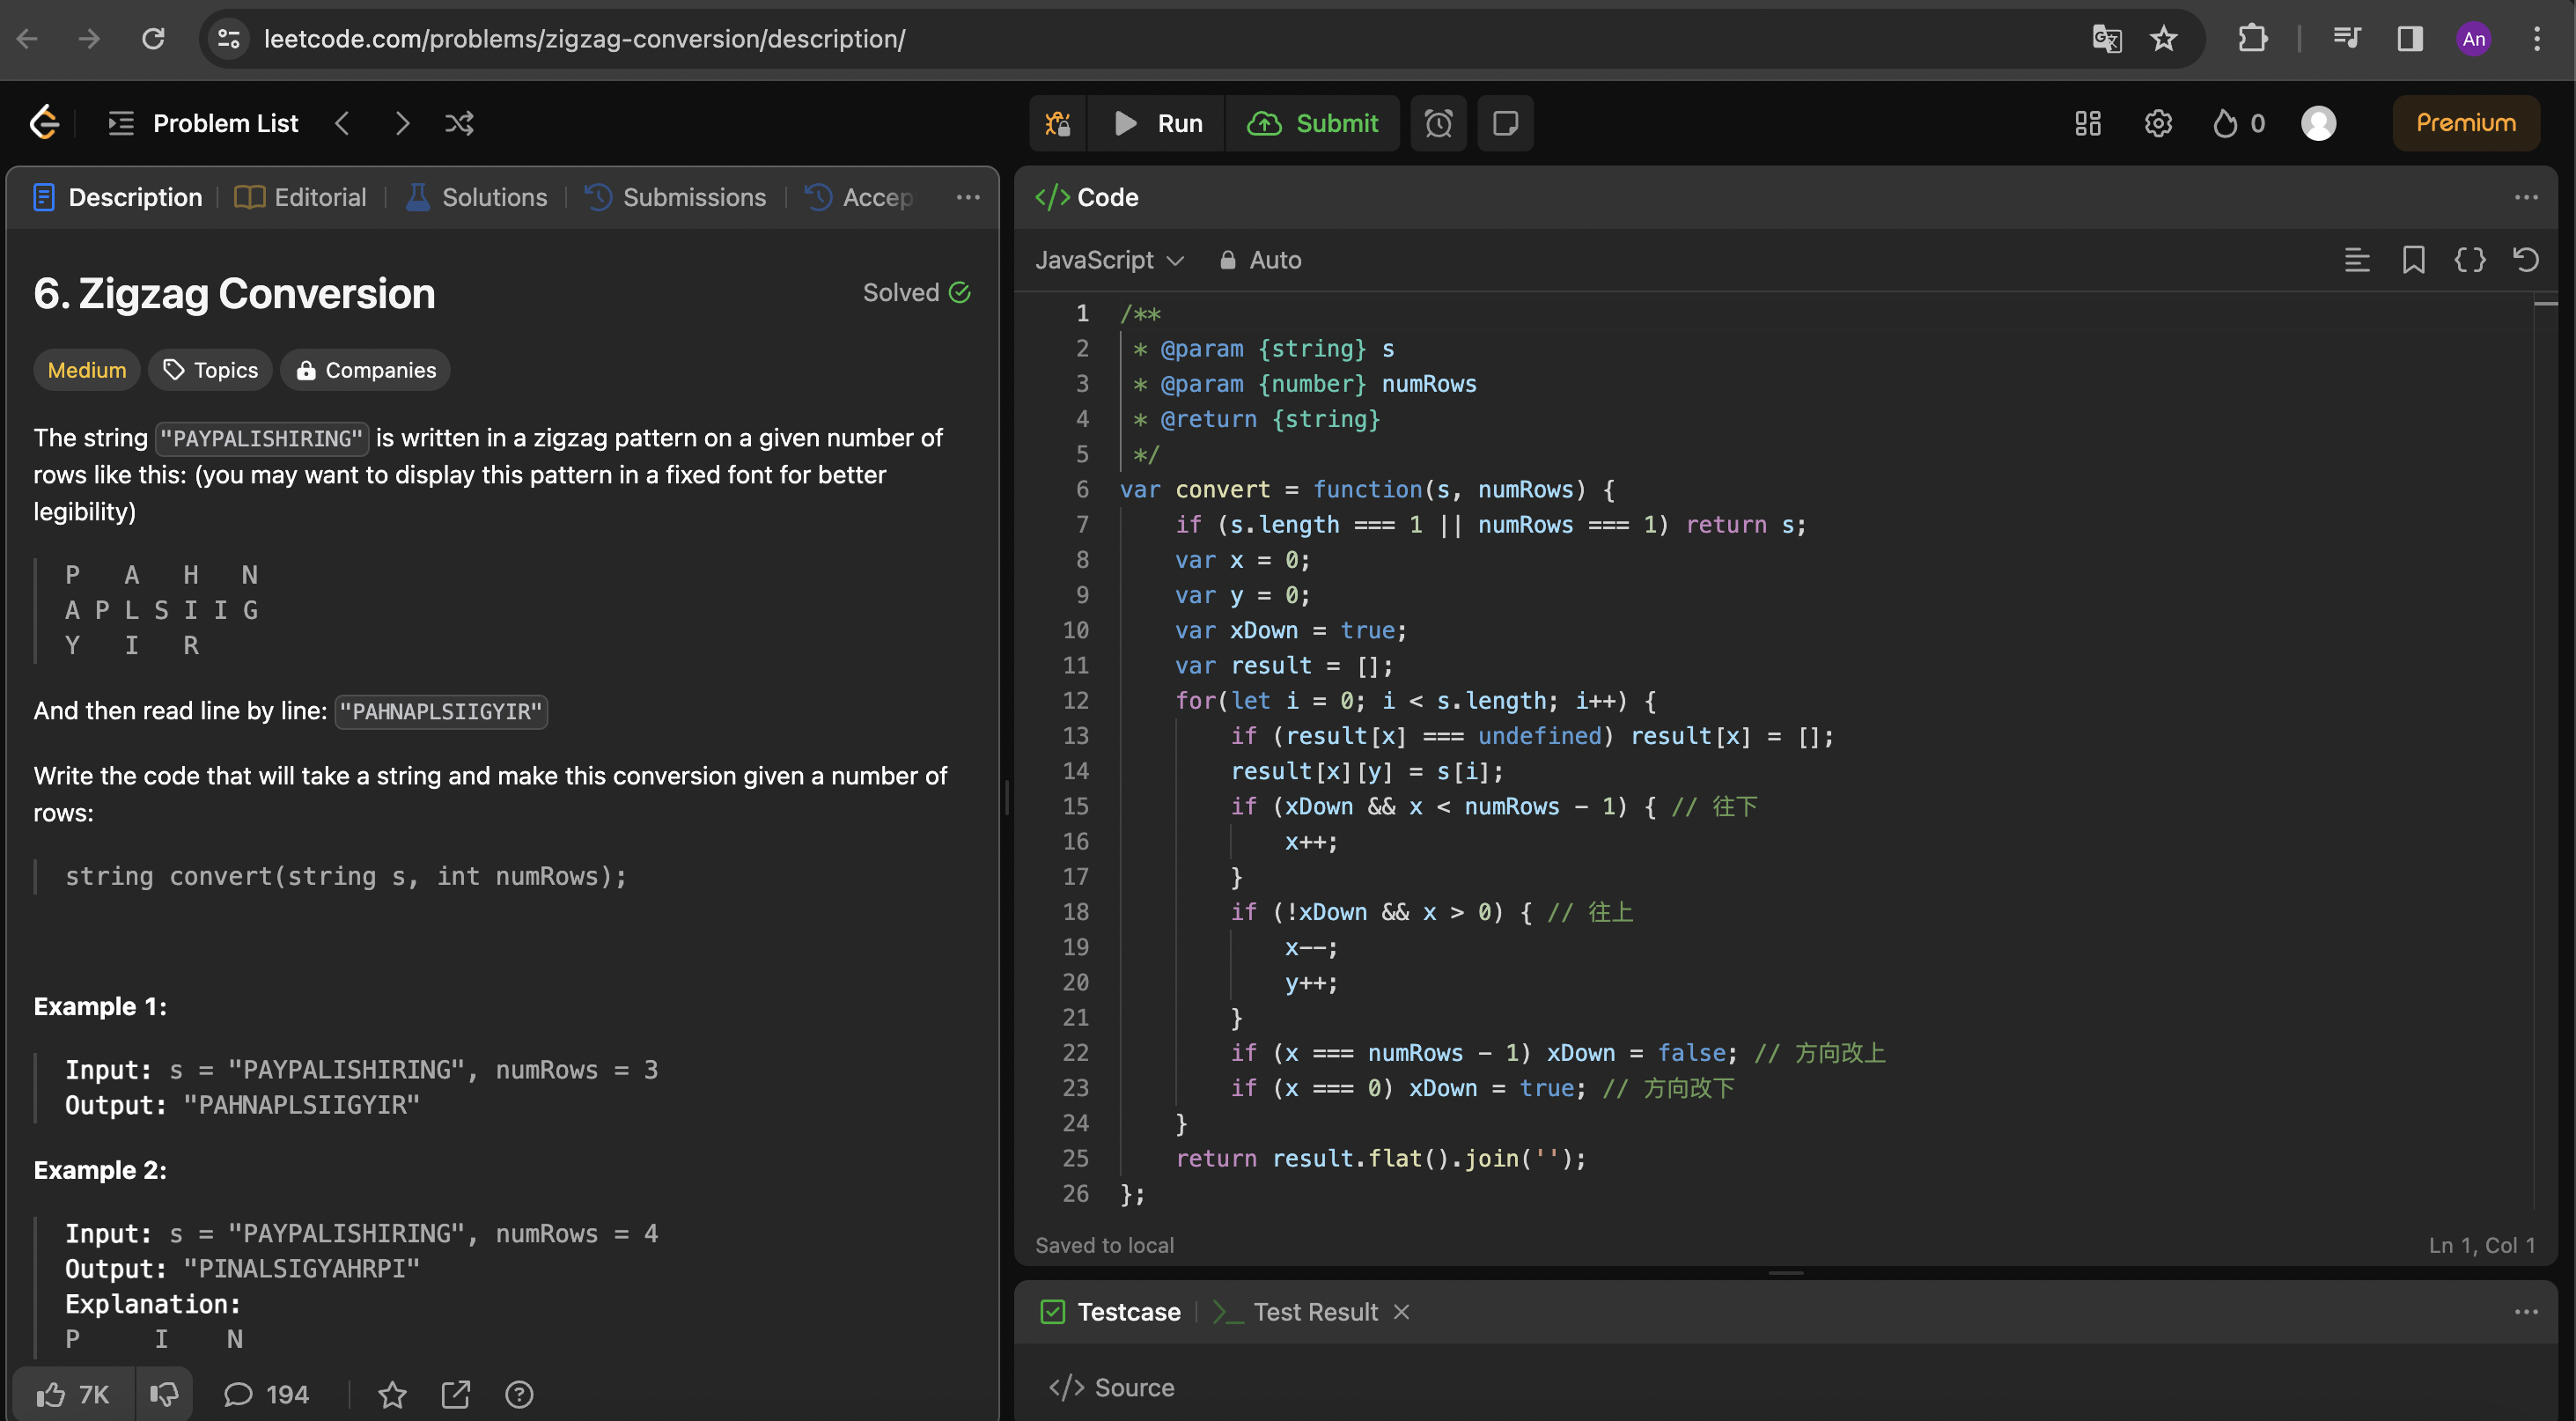 leetcode.com/problems/zigzag-conversion/description/
An
Problem List
Run
Submit
0
Premium
Description
Editorial
Solutions
Submissions
Accep
6. Zigzag Conversion
Solved
Medium
Topics
Companies
The string "PAYPALISHIRING" is written in a zigzag pattern on a given number of
rows like this: (you may want to display this pattern in a fixed font for better
legibility)
P   A   H   N
A P L S I I G
Y   I   R
And then read line by line: "PAHNAPLSIIGYIR"
Write the code that will take a string and make this conversion given a number of
rows:
string convert(string s, int numRows);
Example 1:
Input: s = "PAYPALISHIRING", numRows = 3
Output: "PAHNAPLSIIGYIR"
Example 2:
Input: s = "PAYPALISHIRING", numRows = 4
Output: "PINALSIGYAHRPI"
Explanation:
P     I    N
7K
194
</> Code
JavaScript
Auto
1 /**
2  * @param {string} s
3  * @param {number} numRows
4  * @return {string}
5  */
6 var convert = function(s, numRows) {
7     if (s.length === 1 || numRows === 1) return s;
8     var x = 0;
9     var y = 0;
10     var xDown = true;
11     var result = [];
12     for(let i = 0; i < s.length; i++) {
13         if (result[x] === undefined) result[x] = [];
14         result[x][y] = s[i];
15         if (xDown && x < numRows - 1) { // 往下
16             x++;
17         }
18         if (!xDown && x > 0) { // 往上
19             x--;
20             y++;
21         }
22         if (x === numRows - 1) xDown = false; // 方向改上
23         if (x === 0) xDown = true; // 方向改下
24     }
25     return result.flat().join('');
26 };
Saved to local
Ln 1, Col 1
Testcase
Test Result
</> Source